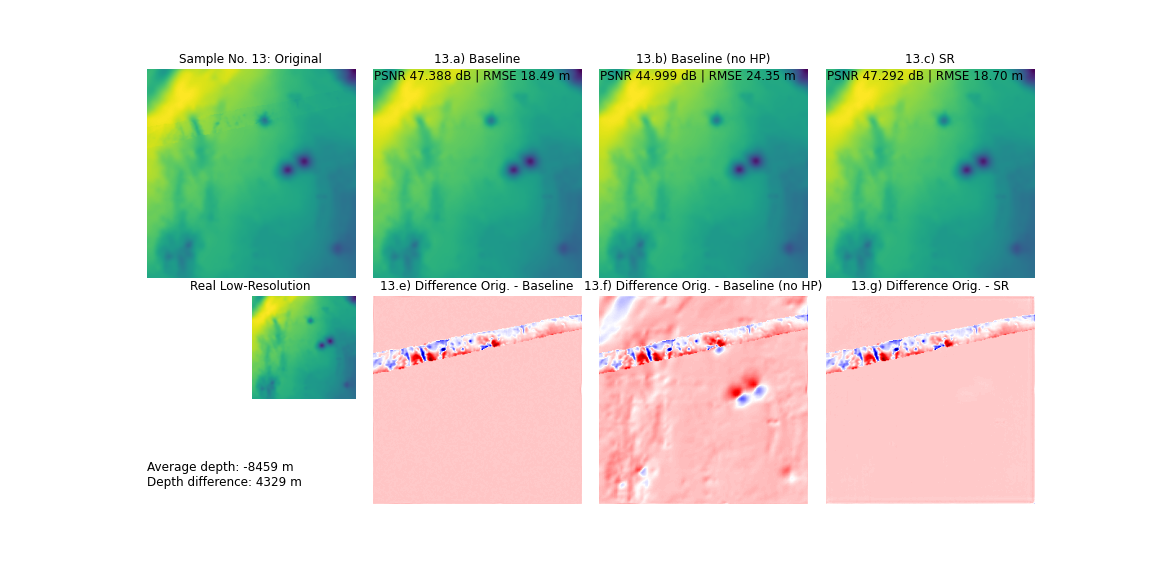 Sample No. 13: Original
13.a) Baseline
13.b) Baseline (no HP)
13.c) SR
PSNR 47.388 dB | RMSE 18.49 m
PSNR 44.999 dB | RMSE 24.35 m
PSNR 47.292 dB | RMSE 18.70 m
Real Low-Resolution
13.e) Difference Orig. - Baseline
13.f) Difference Orig. - Baseline (no HP)
13.g) Difference Orig. - SR
Average depth: -8459 m
Depth difference: 4329 m